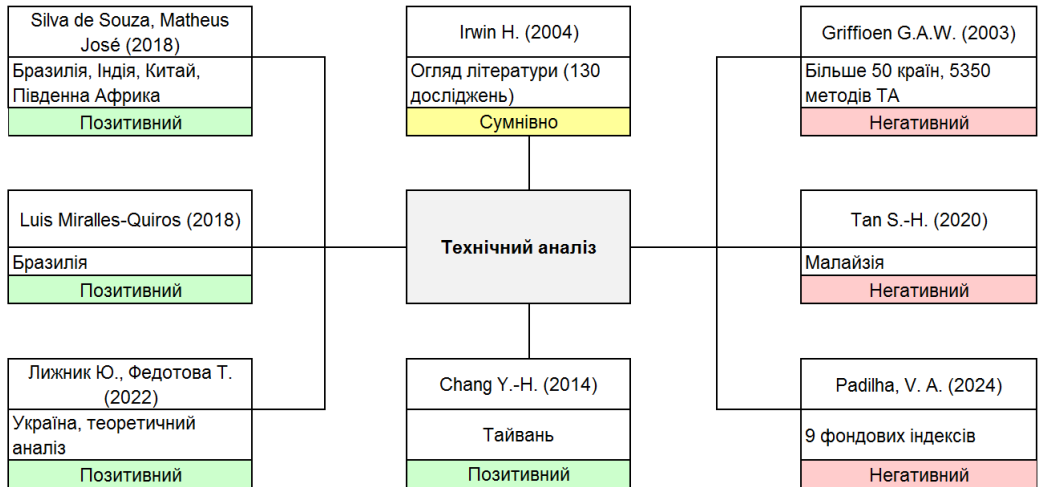 Silva de Souza, Matheus
José (2018)
Бразилія, Індія, Китай,
Південна Африка
Позитивний
Irwin H. (2004)
Огляд літератури (130
досліджень)
Сумнівно
Griffioen G.A.W. (2003)
Більше 50 країн, 5350
методів ТА
Негативний
Luis Miralles-Quiros (2018)
Бразилія
Позитивний
Технічний аналіз
Tan S.-H. (2020)
Малайзія
Негативний
Лижник Ю., Федотова Т.
(2022)
Україна, теоретичний
аналіз
Позитивний
Chang Y.-H. (2014)
Тайвань
Позитивний
Padilha, V. A. (2024)
9 фондових індексів
Негативний